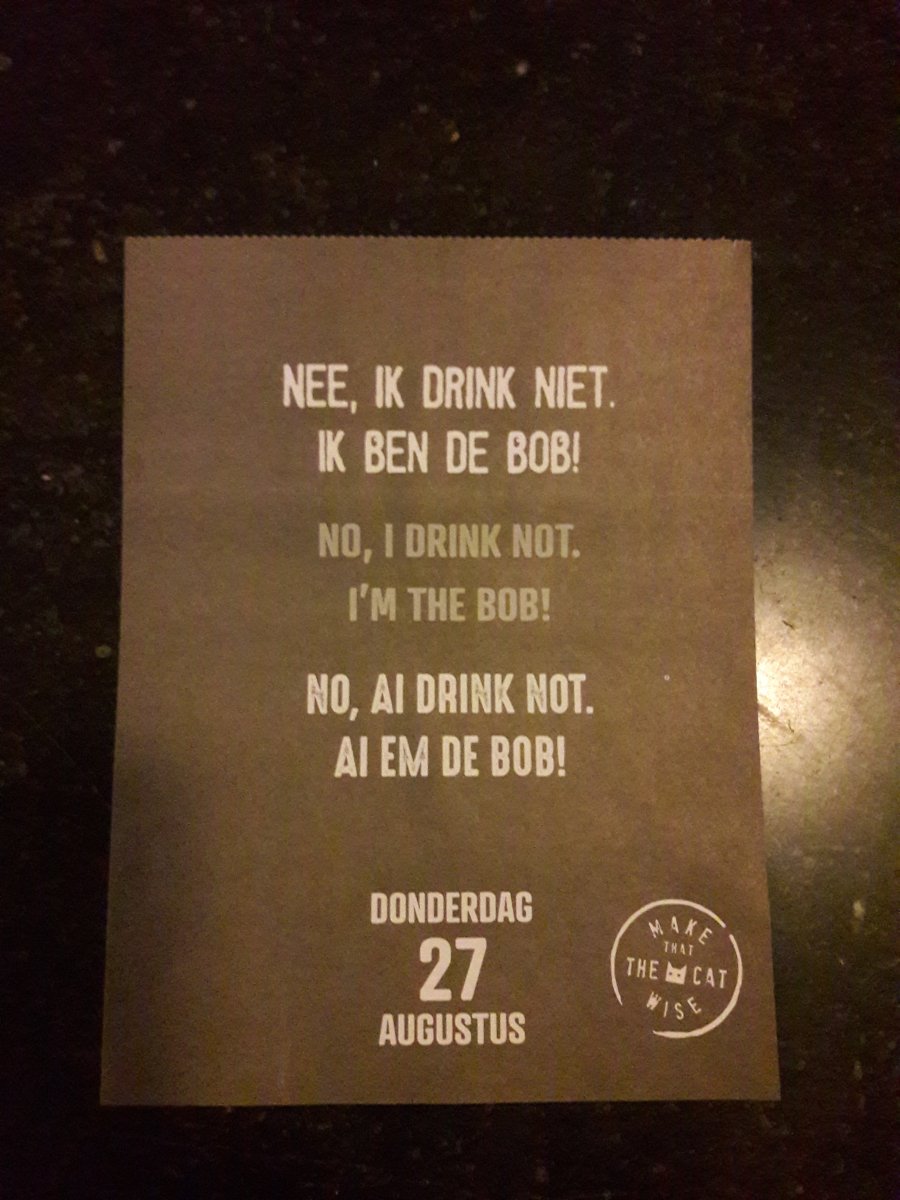 NEE, IK DRINK NIET.
IK BEN DE BOB!
NO, I DRINK NOT.
I'M THE BOB!
NO, AI DRINK NOT.
AI EM DE BOB!
DONDERDAG
27
AUGUSTUS
MAKE
THAT
THE CAT
WISE